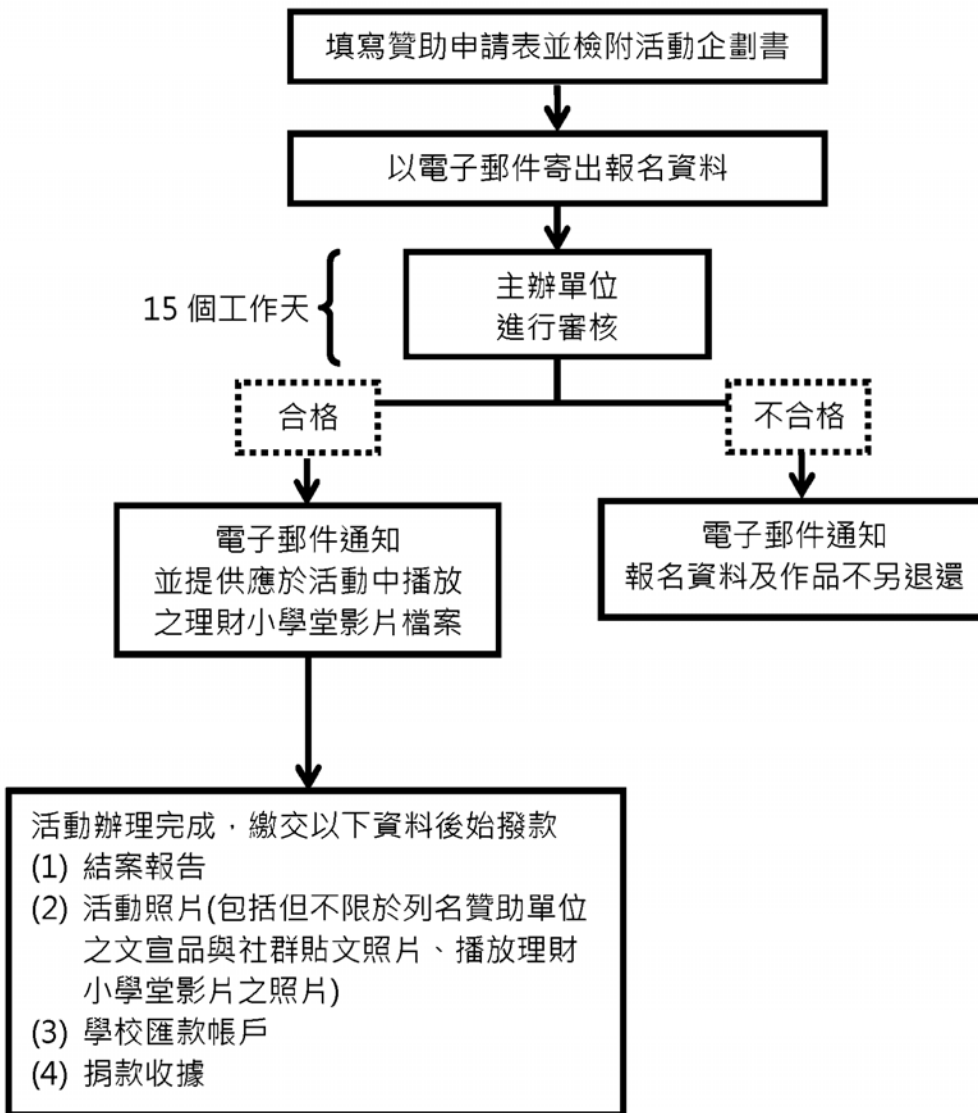 填寫贊助申請表並檢附活動企劃書
以電子郵件寄出報名資料
15 個工作天
主辦單位
進行審核
合格
不合格
電子郵件通知
並提供應於活動中播放
之理財小學堂影片檔案
電子郵件通知
報名資料及作品不另退還
活動辦理完成，繳交以下資料後始撥款
(1) 結案報告
(2) 活動照片(包括但不限於列名贊助單位
之文宣品與社群貼文照片、播放理財
小學堂影片之照片)
(3) 學校匯款帳戶
(4) 捐款收據